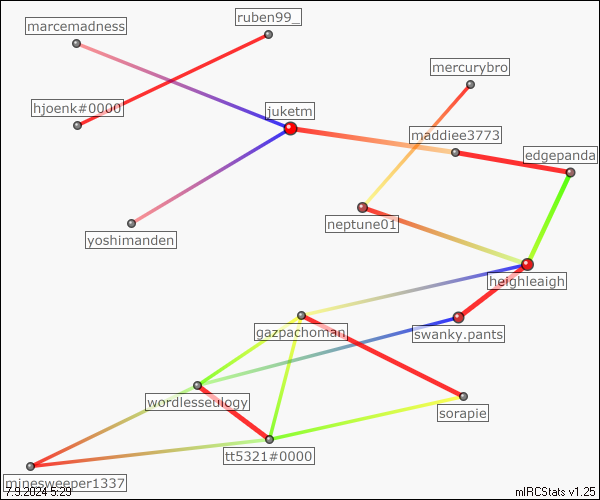 ruben99_
marcemadness
mercurybro
hjoenk#0000
juketm
maddiee3773
edgepanda
neptune01
yoshimanden
heighleaigh
gazpachoman
swanky.pants
wordlesseulogy
sorapie
tt5321#0000
minesweeper1337
7.9.2024 5:29
mIRCStats v1.25